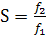 S = f₂/f₁